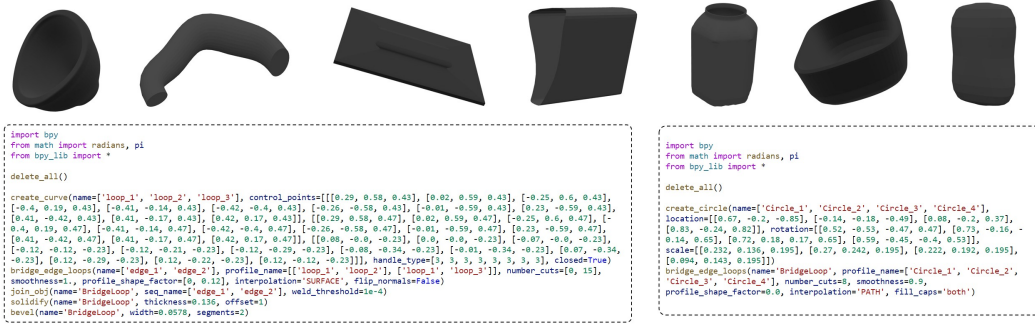 import bpy
from math import radians, pi
from bpy_lib import *
delete_all()
create_curve(name=['loop_1', 'loop_2', 'loop_3'], control_points=[[[0.29, 0.58, 0.43], [0.02, 0.59, 0.43], [-0.25, 0.6, 0.43],
[-0.4, 0.19, 0.43], [-0.41, -0.14, 0.43], [-0.42, -0.4, 0.43], [-0.26, -0.58, 0.43], [-0.01, -0.59, 0.43], [0.23, -0.59, 0.43],
[0.41, -0.42, 0.43], [0.41, -0.17, 0.43], [0.42, 0.17, 0.43]], [[0.29, 0.58, 0.47], [0.02, 0.59, 0.47], [-0.25, 0.6, 0.47], [-
0.4, 0.19, 0.47], [-0.41, -0.14, 0.47], [-0.42, -0.4, 0.47], [-0.26, -0.58, 0.47], [-0.01, -0.59, 0.47], [0.23, -0.59, 0.47],
[0.41, -0.42, 0.47], [0.41, -0.17, 0.47], [0.42, 0.17, 0.47]], [[0.08, -0.0, -0.23], [0.0, -0.0, -0.23], [-0.07, -0.0, -0.23],
[-0.12, -0.12, -0.23], [-0.12, -0.21, -0.23], [-0.12, -0.29, -0.23], [-0.08, -0.34, -0.23], [-0.01, -0.34, -0.23], [0.07, -0.34,
-0.23], [0.12, -0.29, -0.23], [0.12, -0.22, -0.23], [0.12, -0.12, -0.23]]], handle_type=[3, 3, 3, 3, 3, 3, 3, 3], closed=True)
bridge_edge_loops(name=['edge_1', 'edge_2'], profile_name=[['loop_1', 'loop_2'], ['loop_1', 'loop_3']], number_cuts=[0, 15],
smoothness=1., profile_shape_factor=[0, 0.12], interpolation='SURFACE', flip_normals=False)
join_obj(name='BridgeLoop', seq_name=['edge_1', 'edge_2'], weld_threshold=1e-4)
solidify(name='BridgeLoop', thickness=0.136, offset=1)
bevel(name='BridgeLoop', width=0.0578, segments=2)
import bpy
from math import radians, pi
from bpy_lib import *
delete_all()
create_circle(name=['Circle_1', 'Circle_2', 'Circle_3', 'Circle_4'],
location=[[0.67, -0.2, -0.85], [-0.14, -0.18, -0.49], [0.08, -0.2, 0.37],
[0.83, -0.24, 0.82]], rotation=[[0.52, -0.53, -0.47, 0.47], [0.73, -0.16, -
0.14, 0.65], [0.72, 0.18, 0.17, 0.65], [0.59, -0.45, -0.4, 0.53]],
scale=[[0.232, 0.136, 0.195], [0.27, 0.242, 0.195], [0.222, 0.192, 0.195],
[0.094, 0.143, 0.195]])
bridge_edge_loops(name='BridgeLoop', profile_name=['Circle_1', 'Circle_2',
'Circle_3', 'Circle_4'], number_cuts=8, smoothness=0.9,
profile_shape_factor=0.0, interpolation='PATH', fill_caps='both')